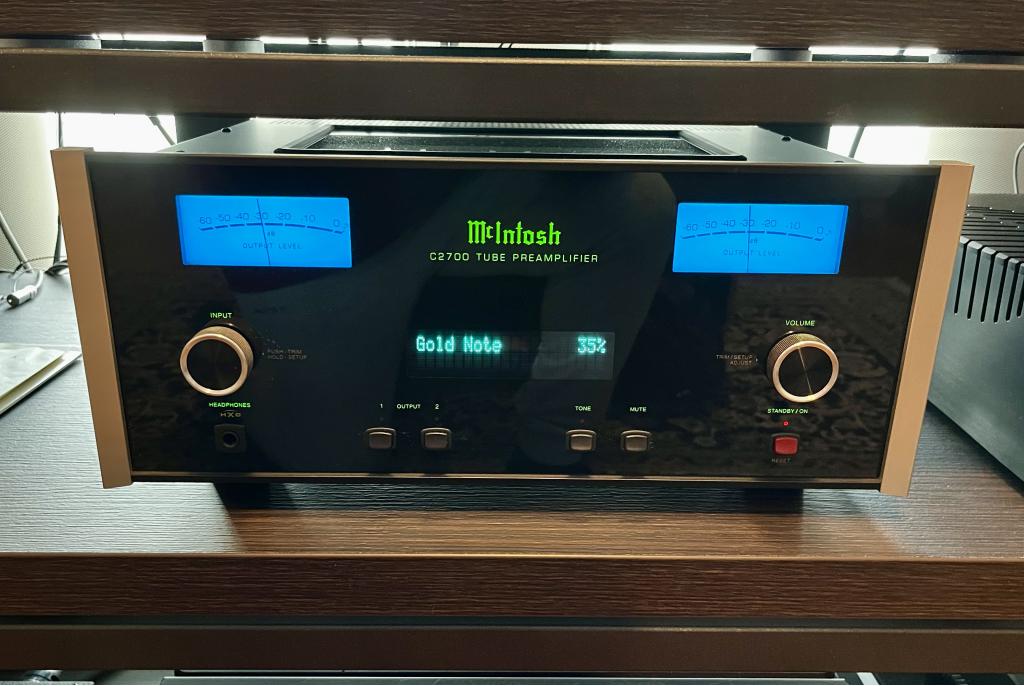 -60 -50 -40 -30 -20 -10 0
dB
OUTPUT LEVEL
McIntosh
C2700 TUBE PREAMPLIFIER
-60 -50 -40 -30 -20 -10 0
dB
OUTPUT LEVEL
INPUT
PUSH-TRIM
HOLD-SETUP
Gold Note 35%
VOLUME
TRIM/SETUP
ADJUST
HEADPHONES
HXD
1 OUTPUT 2
TONE
MUTE
STANDBY/ON
RESET